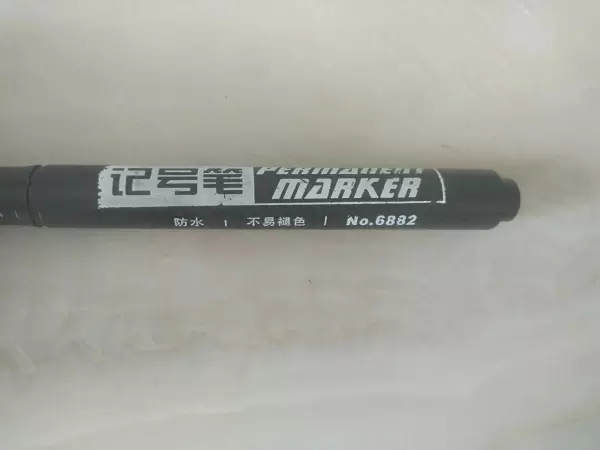 记号笔 PERMANENT
MARKER
防水 | 不易褪色 | No.6882